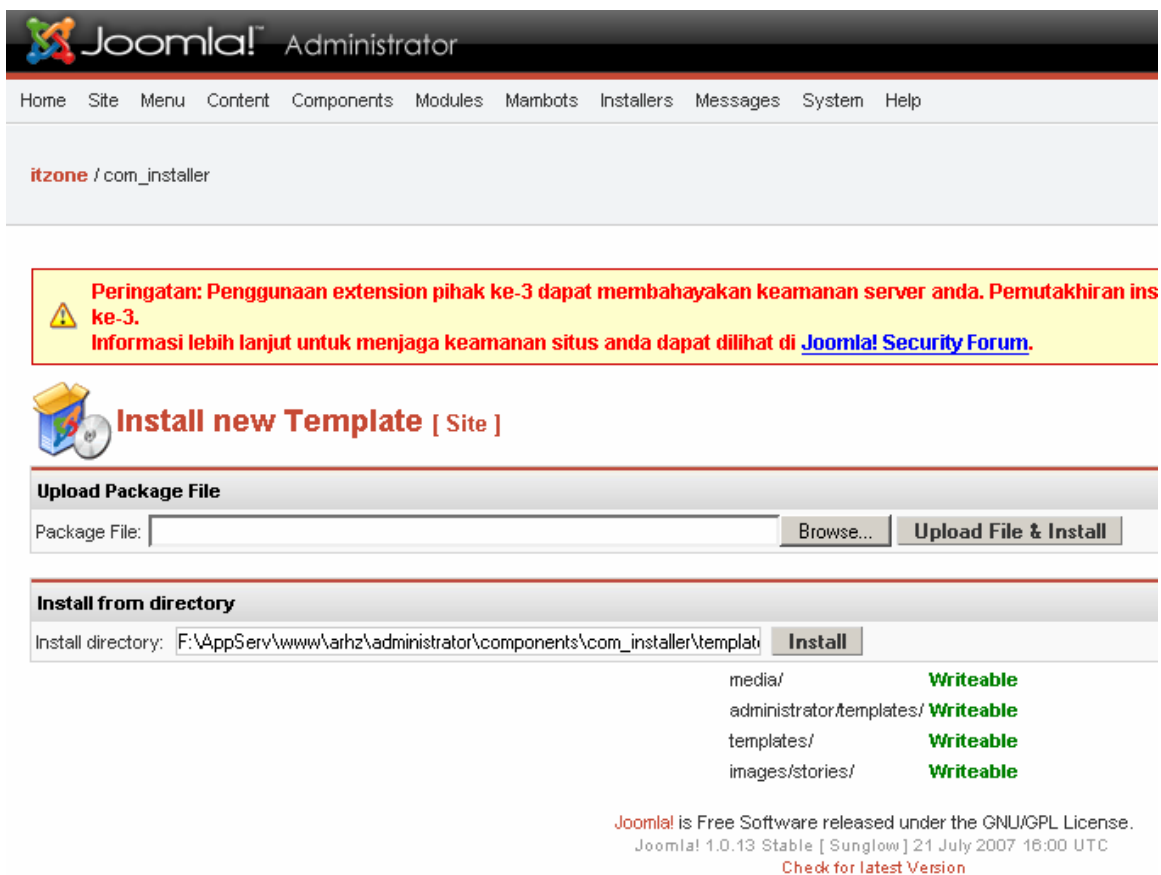 Joomla!™ Administrator
Home Site Menu Content Components Modules Mambots Installers Messages System Help
itzone / com_installer
Peringatan: Penggunaan extension pihak ke-3 dapat membahayakan keamanan server anda. Pemutakhiran ins
ke-3.
Informasi lebih lanjut untuk menjaga keamanan situs anda dapat dilihat di Joomla! Security Forum.
Install new Template [ Site ]
Upload Package File
Package File: Browse... Upload File & Install
Install from directory
Install directory: F:\AppServ\www\arhz\administrator\components\com_installer\templat Install
media/ Writeable
administrator/templates/ Writeable
templates/ Writeable
images/stories/ Writeable
Joomla! is Free Software released under the GNU/GPL License.
Joomla! 1.0.13 Stable [ Sunglow ] 21 July 2007 16:00 UTC
Check for latest Version